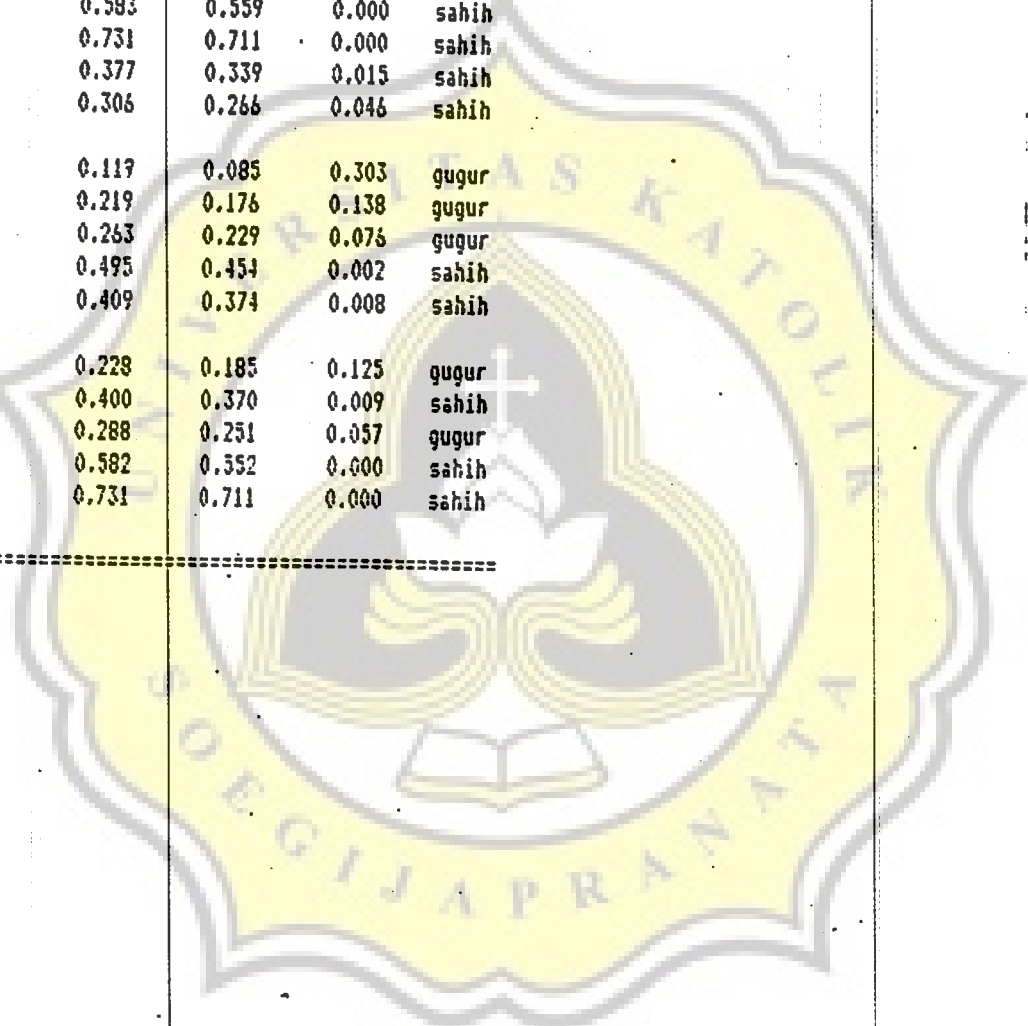 0.583 0.559 0.000 sahih
0.731 0.711 0.000 sahih
0.377 0.339 0.015 sahih
0.306 0.266 0.046 sahih
0.119 0.085 0.303 gugur
0.219 0.176 0.138 gugur
0.263 0.229 0.076 gugur
0.495 0.454 0.002 sahih
0.409 0.374 0.008 sahih
0.228 0.185 0.125 gugur
0.400 0.370 0.009 sahih
0.288 0.251 0.057 gugur
0.582 0.552 0.000 sahih
0.731 0.711 0.000 sahih
UNIVERSITAS KATOLIK
SOEGIJAPRANATA